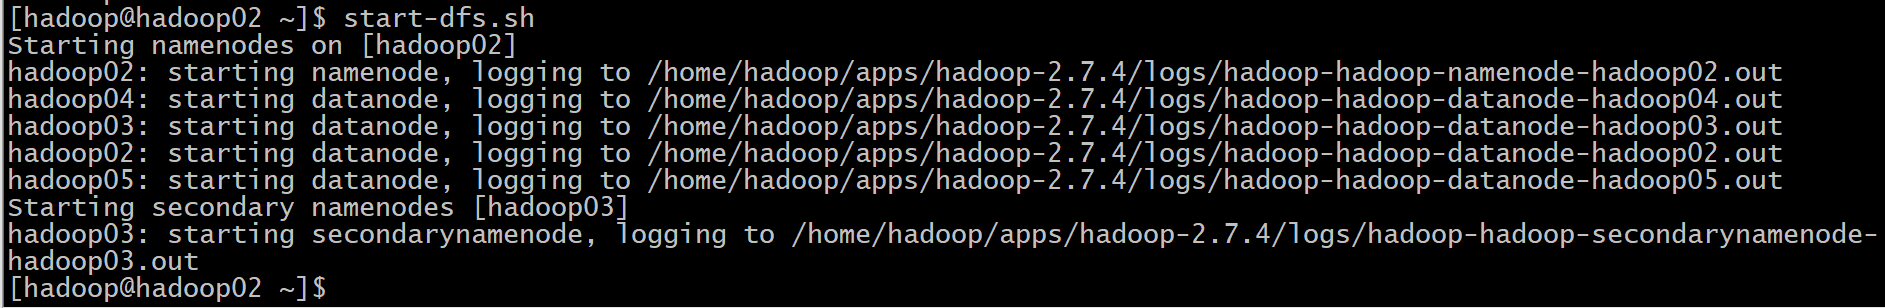 [hadoop@hadoop02 ~]$ start-dfs.sh
Starting namenodes on [hadoop02]
hadoop02: starting namenode, logging to /home/hadoop/apps/hadoop-2.7.4/logs/hadoop-hadoop-namenode-hadoop02.out
hadoop04: starting datanode, logging to /home/hadoop/apps/hadoop-2.7.4/logs/hadoop-hadoop-datanode-hadoop04.out
hadoop03: starting datanode, logging to /home/hadoop/apps/hadoop-2.7.4/logs/hadoop-hadoop-datanode-hadoop03.out
hadoop02: starting datanode, logging to /home/hadoop/apps/hadoop-2.7.4/logs/hadoop-hadoop-datanode-hadoop02.out
hadoop05: starting datanode, logging to /home/hadoop/apps/hadoop-2.7.4/logs/hadoop-hadoop-datanode-hadoop05.out
Starting secondary namenodes [hadoop03]
hadoop03: starting secondarynamenode, logging to /home/hadoop/apps/hadoop-2.7.4/logs/hadoop-hadoop-secondarynamenode-
hadoop03.out
[hadoop@hadoop02 ~]$